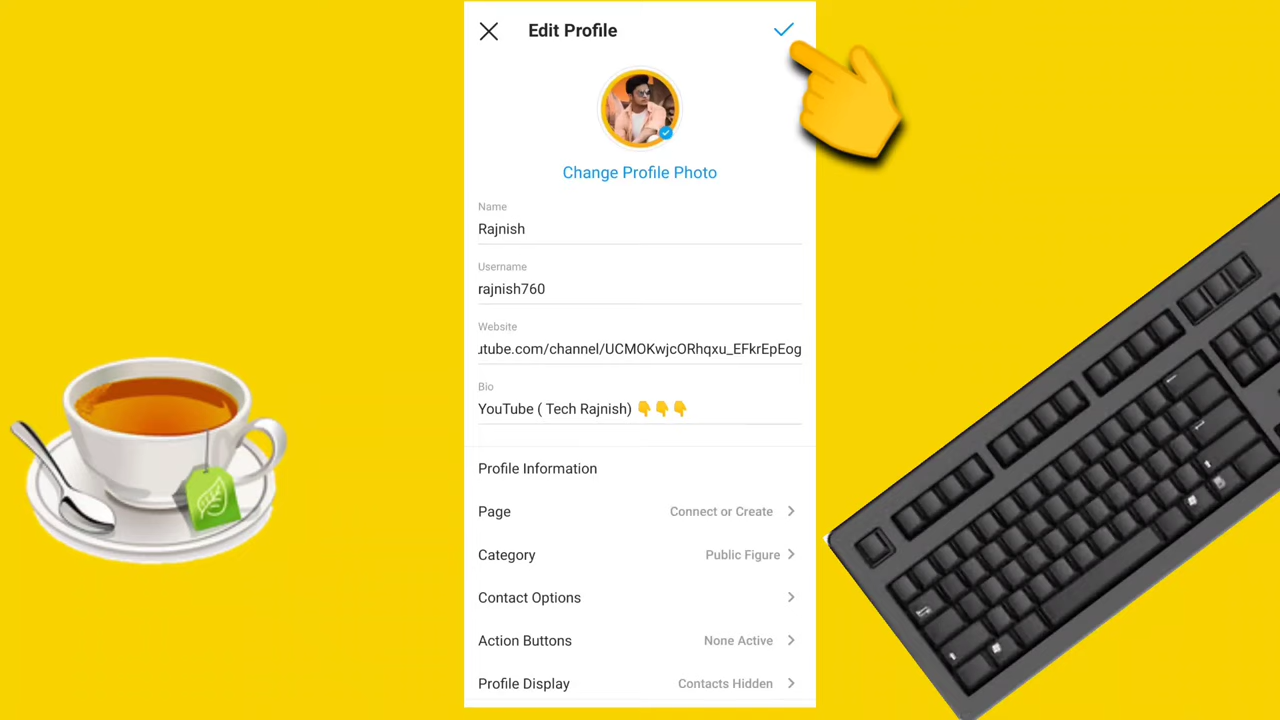 Edit Profile
Change Profile Photo
Name
Rajnish
Username
rajnish760
Website
utube.com/channel/UCMOKwjcORhqxu_EFkrEpEog
Bio
YouTube ( Tech Rajnish) 👇👇👇
Profile Information
Page Connect or Create
Category Public Figure
Contact Options
Action Buttons None Active
Profile Display Contacts Hidden